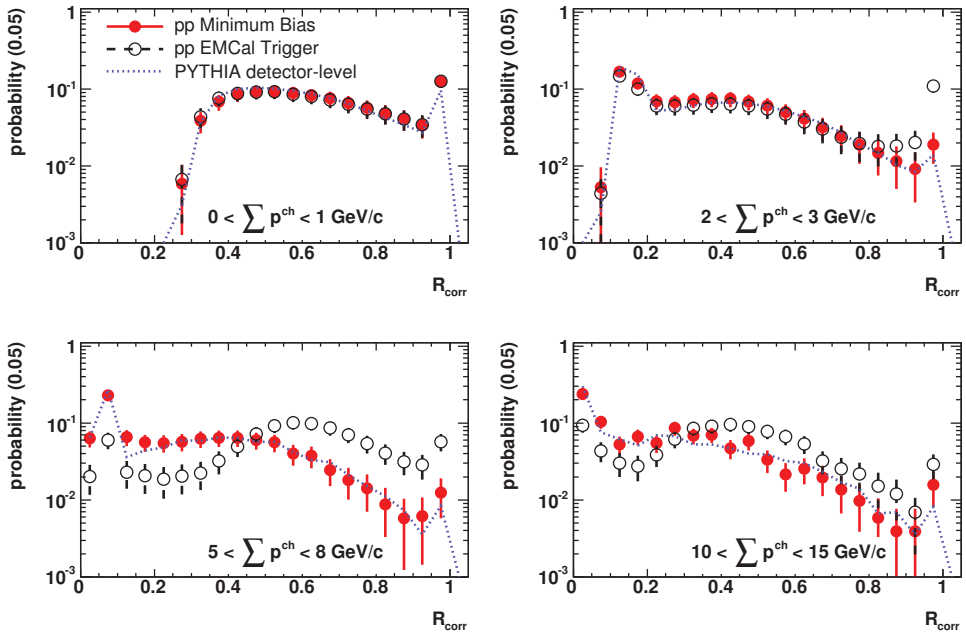 probability (0.05)
1
10⁻¹
10⁻²
10⁻³
pp Minimum Bias
pp EMCal Trigger
PYTHIA detector-level
0 < ∑ pᶜʰ < 1 GeV/c
0 0.2 0.4 0.6 0.8 1
R_corr
probability (0.05)
1
10⁻¹
10⁻²
10⁻³
2 < ∑ pᶜʰ < 3 GeV/c
0 0.2 0.4 0.6 0.8 1
R_corr
probability (0.05)
1
10⁻¹
10⁻²
10⁻³
5 < ∑ pᶜʰ < 8 GeV/c
0 0.2 0.4 0.6 0.8 1
R_corr
probability (0.05)
1
10⁻¹
10⁻²
10⁻³
10 < ∑ pᶜʰ < 15 GeV/c
0 0.2 0.4 0.6 0.8 1
R_corr